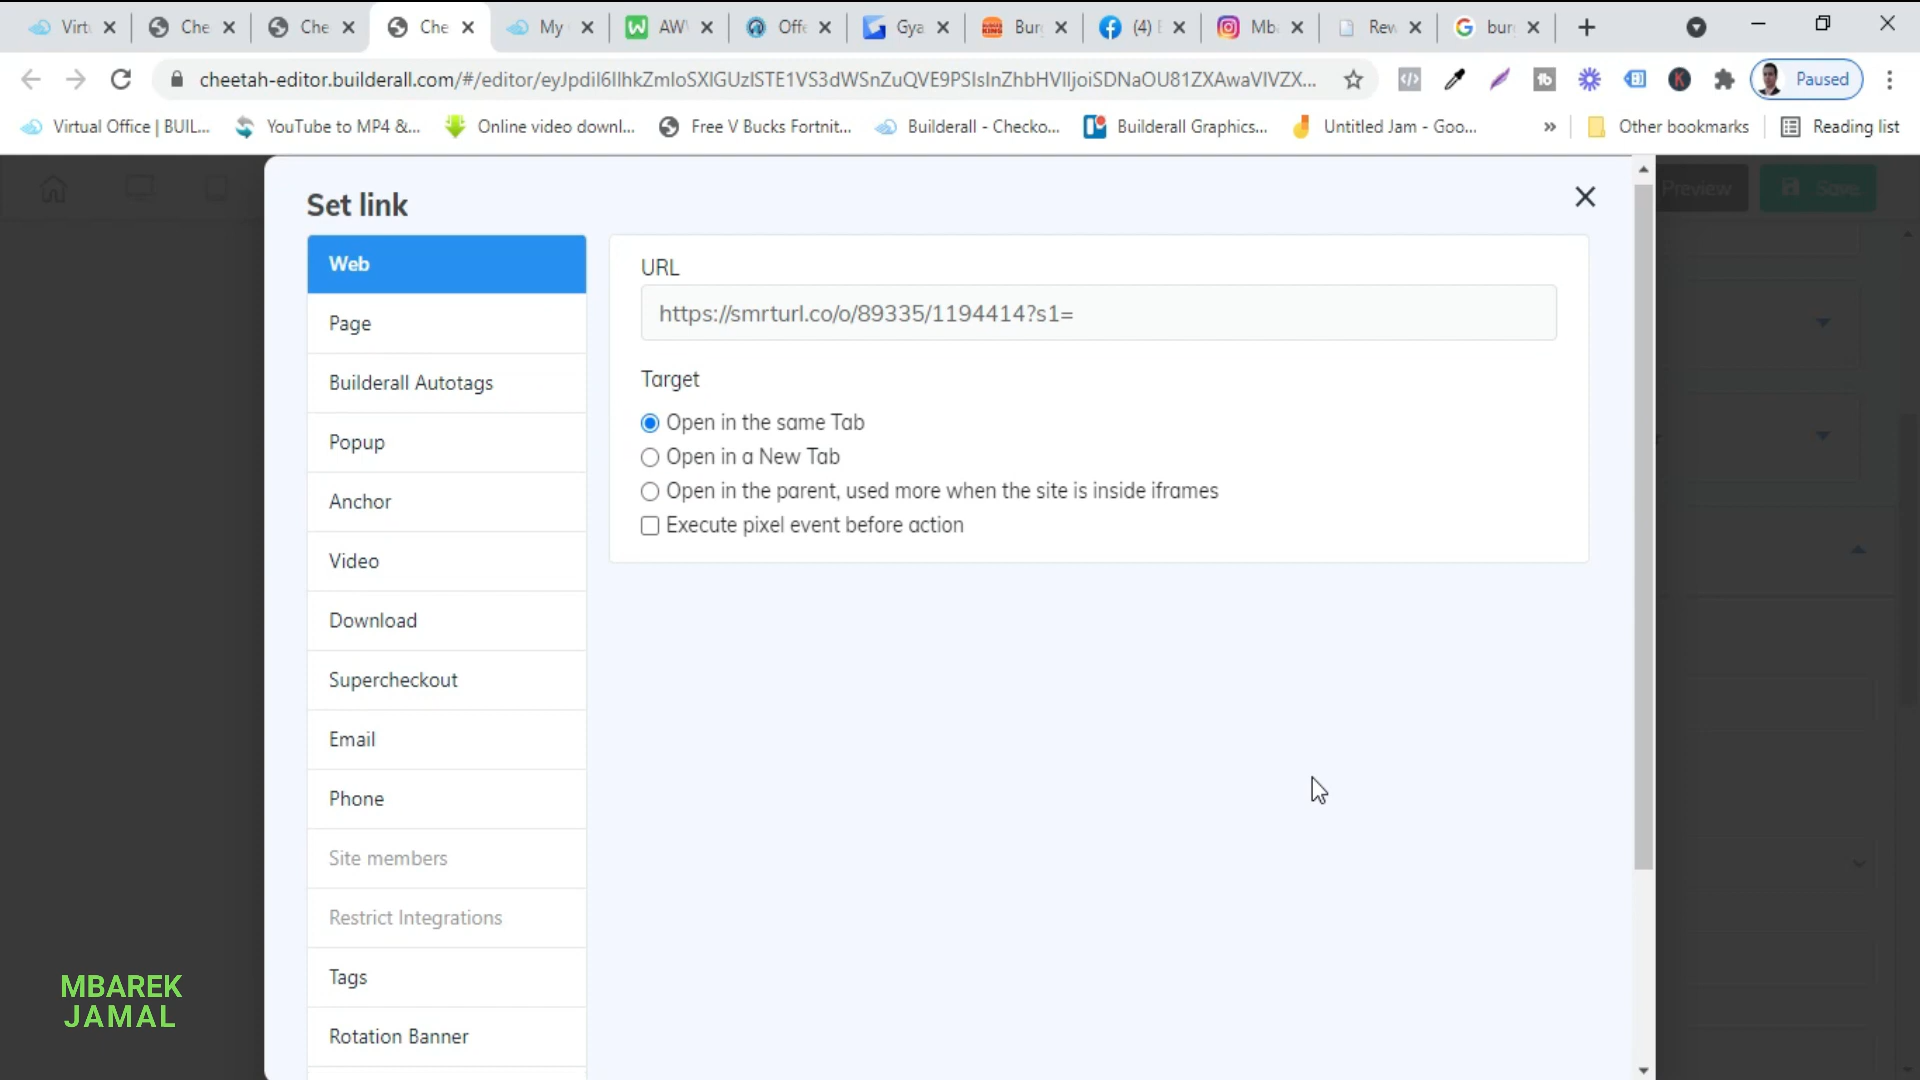 Virt
Che
Che
Che
My
AW
Offe
Gya
Bur
(4)
Mb
Rew
bur
cheetah-editor.builderall.com/#/editor/
Paused
Virtual Office | BUIL...
YouTube to MP4 &...
Online video downl...
Free V Bucks Fortnit...
Builderall - Checko...
Builderall Graphics...
Untitled Jam - Goo...
»
Other bookmarks
Reading list
Preview
Save
Set link
Web
Page
Builderall Autotags
Popup
Anchor
Video
Download
Supercheckout
Email
Phone
Site members
Restrict Integrations
Tags
Rotation Banner
URL
https://smrturl.co/o/89335/1194414?s1=
Target
Open in the same Tab
Open in a New Tab
Open in the parent, used more when the site is inside iframes
Execute pixel event before action
MBAREK
JAMAL